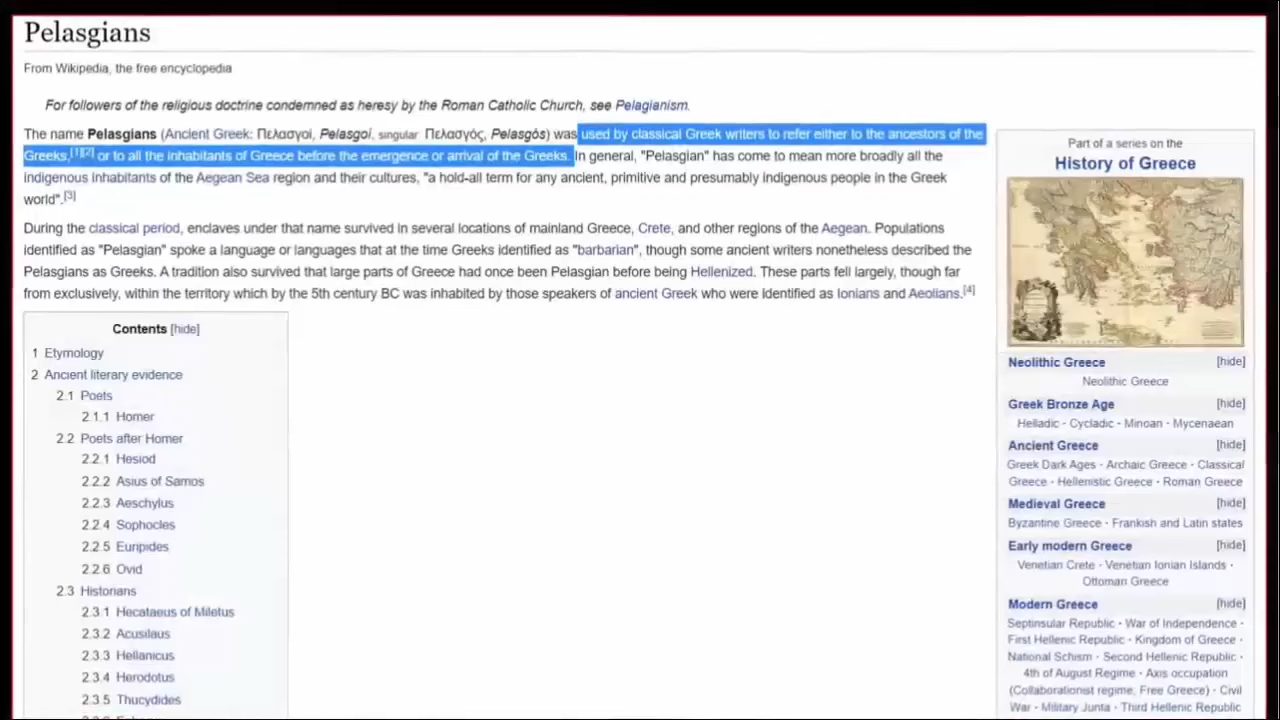 Pelasgians
From Wikipedia, the free encyclopedia
For followers of the religious doctrine condemned as heresy by the Roman Catholic Church, see Pelagianism.
The name Pelasgians (Ancient Greek: Πελασγοί, Pelasgoí, singular Πελασγός, Pelasgós) was used by classical Greek writers to refer either to the ancestors of the
Greeks,[1][2] or to all the inhabitants of Greece before the emergence or arrival of the Greeks. In general, "Pelasgian" has come to mean more broadly all the
indigenous inhabitants of the Aegean Sea region and their cultures, "a hold-all term for any ancient, primitive and presumably indigenous people in the Greek
world".[3]
During the classical period, enclaves under that name survived in several locations of mainland Greece, Crete, and other regions of the Aegean. Populations
identified as "Pelasgian" spoke a language or languages that at the time Greeks identified as "barbarian", though some ancient writers nonetheless described the
Pelasgians as Greeks. A tradition also survived that large parts of Greece had once been Pelasgian before being Hellenized. These parts fell largely, though far
from exclusively, within the territory which by the 5th century BC was inhabited by those speakers of ancient Greek who were identified as Ionians and Aeolians.[4]
Contents [hide]
1 Etymology
2 Ancient literary evidence
2.1 Poets
2.1.1 Homer
2.2 Poets after Homer
2.2.1 Hesiod
2.2.2 Asius of Samos
2.2.3 Aeschylus
2.2.4 Sophocles
2.2.5 Euripides
2.2.6 Ovid
2.3 Historians
2.3.1 Hecataeus of Miletus
2.3.2 Acusilaus
2.3.3 Hellanicus
2.3.4 Herodotus
2.3.5 Thucydides
Part of a series on the
History of Greece
Neolithic Greece [hide]
Neolithic Greece
Greek Bronze Age [hide]
Helladic · Cycladic · Minoan · Mycenaean
Ancient Greece [hide]
Greek Dark Ages · Archaic Greece · Classical
Greece · Hellenistic Greece · Roman Greece
Medieval Greece [hide]
Byzantine Greece · Frankish and Latin states
Early modern Greece [hide]
Venetian Crete · Venetian Ionian Islands ·
Ottoman Greece
Modern Greece [hide]
Septinsular Republic · War of Independence ·
First Hellenic Republic · Kingdom of Greece ·
National Schism · Second Hellenic Republic ·
4th of August Regime · Axis occupation
(Collaborationist regime, Free Greece) · Civil
War · Military Junta · Third Hellenic Republic